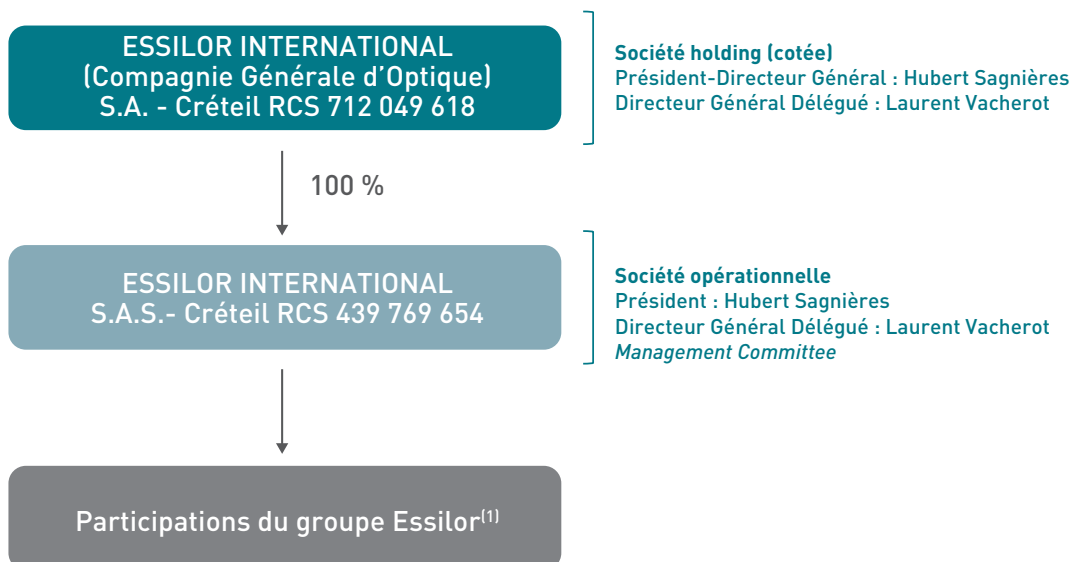 ESSILOR INTERNATIONAL
(Compagnie Générale d'Optique)
S.A. - Créteil RCS 712 049 618
Société holding (cotée)
Président-Directeur Général : Hubert Sagnières
Directeur Général Délégué : Laurent Vacherot
100 %
ESSILOR INTERNATIONAL
S.A.S.- Créteil RCS 439 769 654
Société opérationnelle
Président : Hubert Sagnières
Directeur Général Délégué : Laurent Vacherot
Management Committee
Participations du groupe Essilor(1)